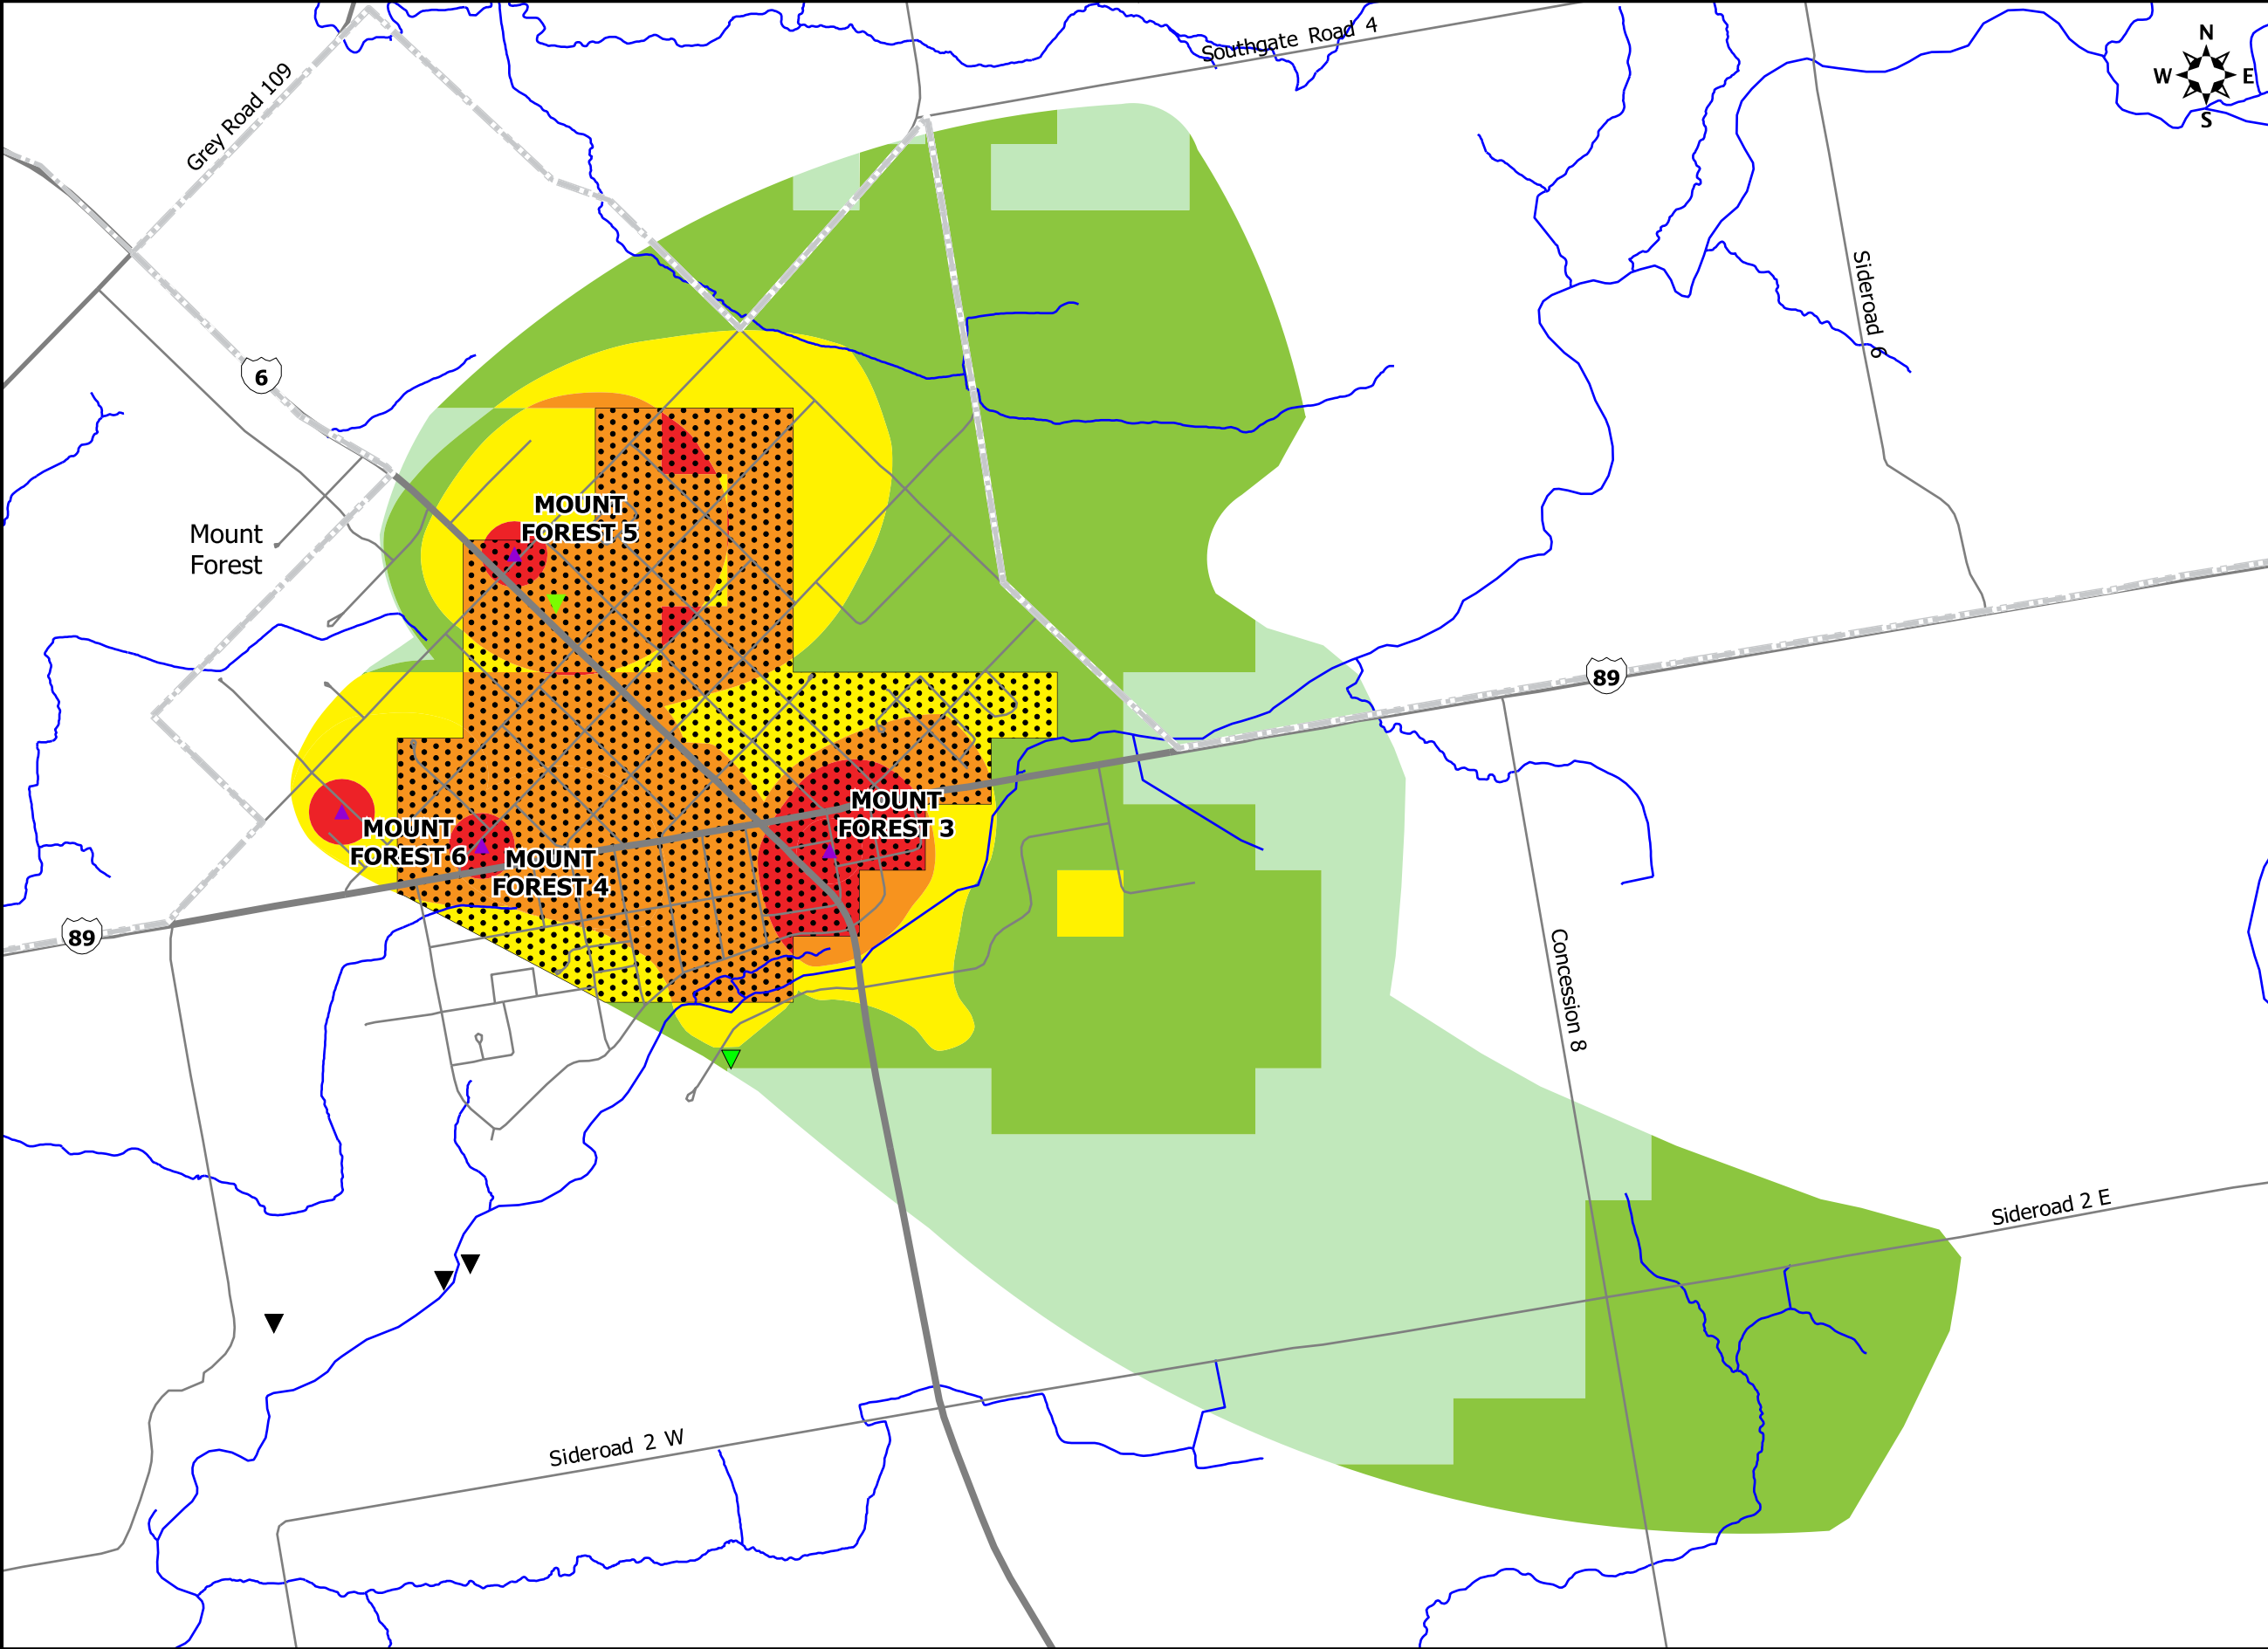 Southgate Road 4
N
W E
S
Grey Road 109
Sideroad 6
6
MOUNT
FOREST 5
Mount
Forest
89
MOUNT
FOREST 3
MOUNT
FOREST 6
MOUNT
FOREST 4
89
Concession 8
Sideroad 2 E
Sideroad 2 W